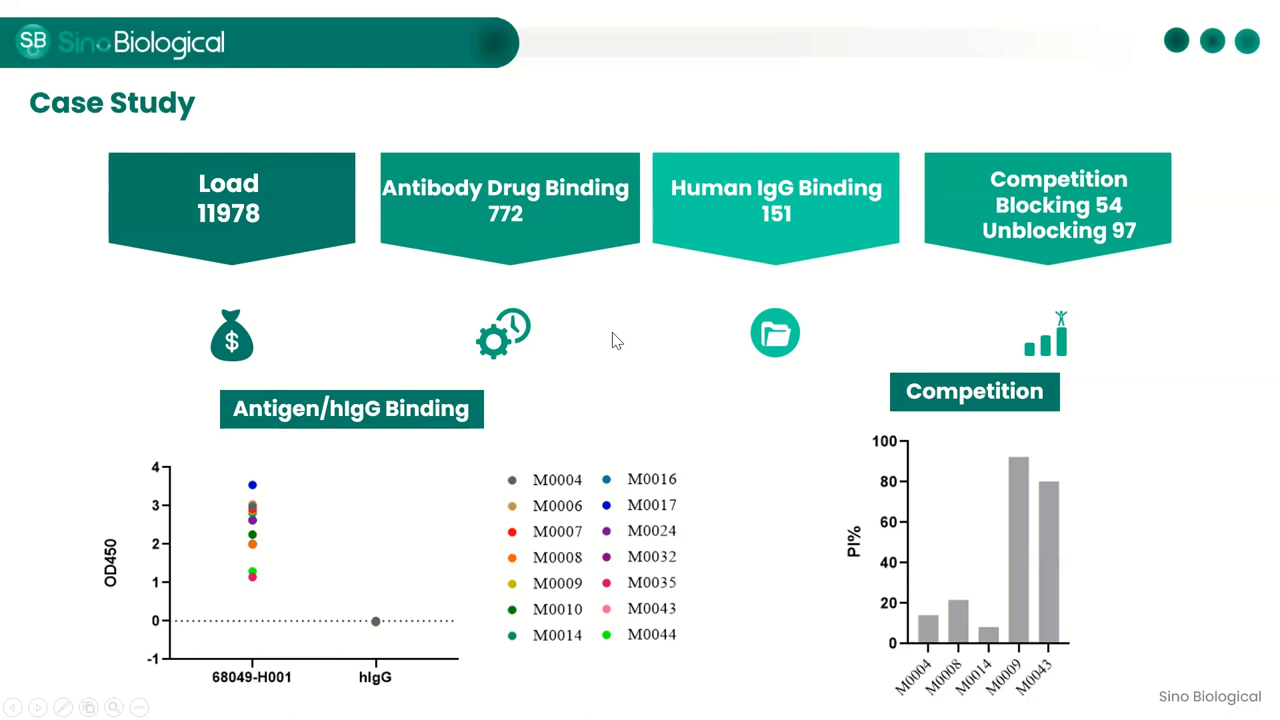 SB SinoBiological
Case Study
Load
11978
Antibody Drug Binding
772
Human IgG Binding
151
Competition
Blocking 54
Unblocking 97
$
Antigen/hIgG Binding
Competition
4
3
2
1
0
-1
OD450
68049-H001
hIgG
M0004
M0006
M0007
M0008
M0009
M0010
M0014
M0016
M0017
M0024
M0032
M0035
M0043
M0044
100
80
60
40
20
0
PI%
M0004
M0008
M0014
M0009
M0043
Sino Biological